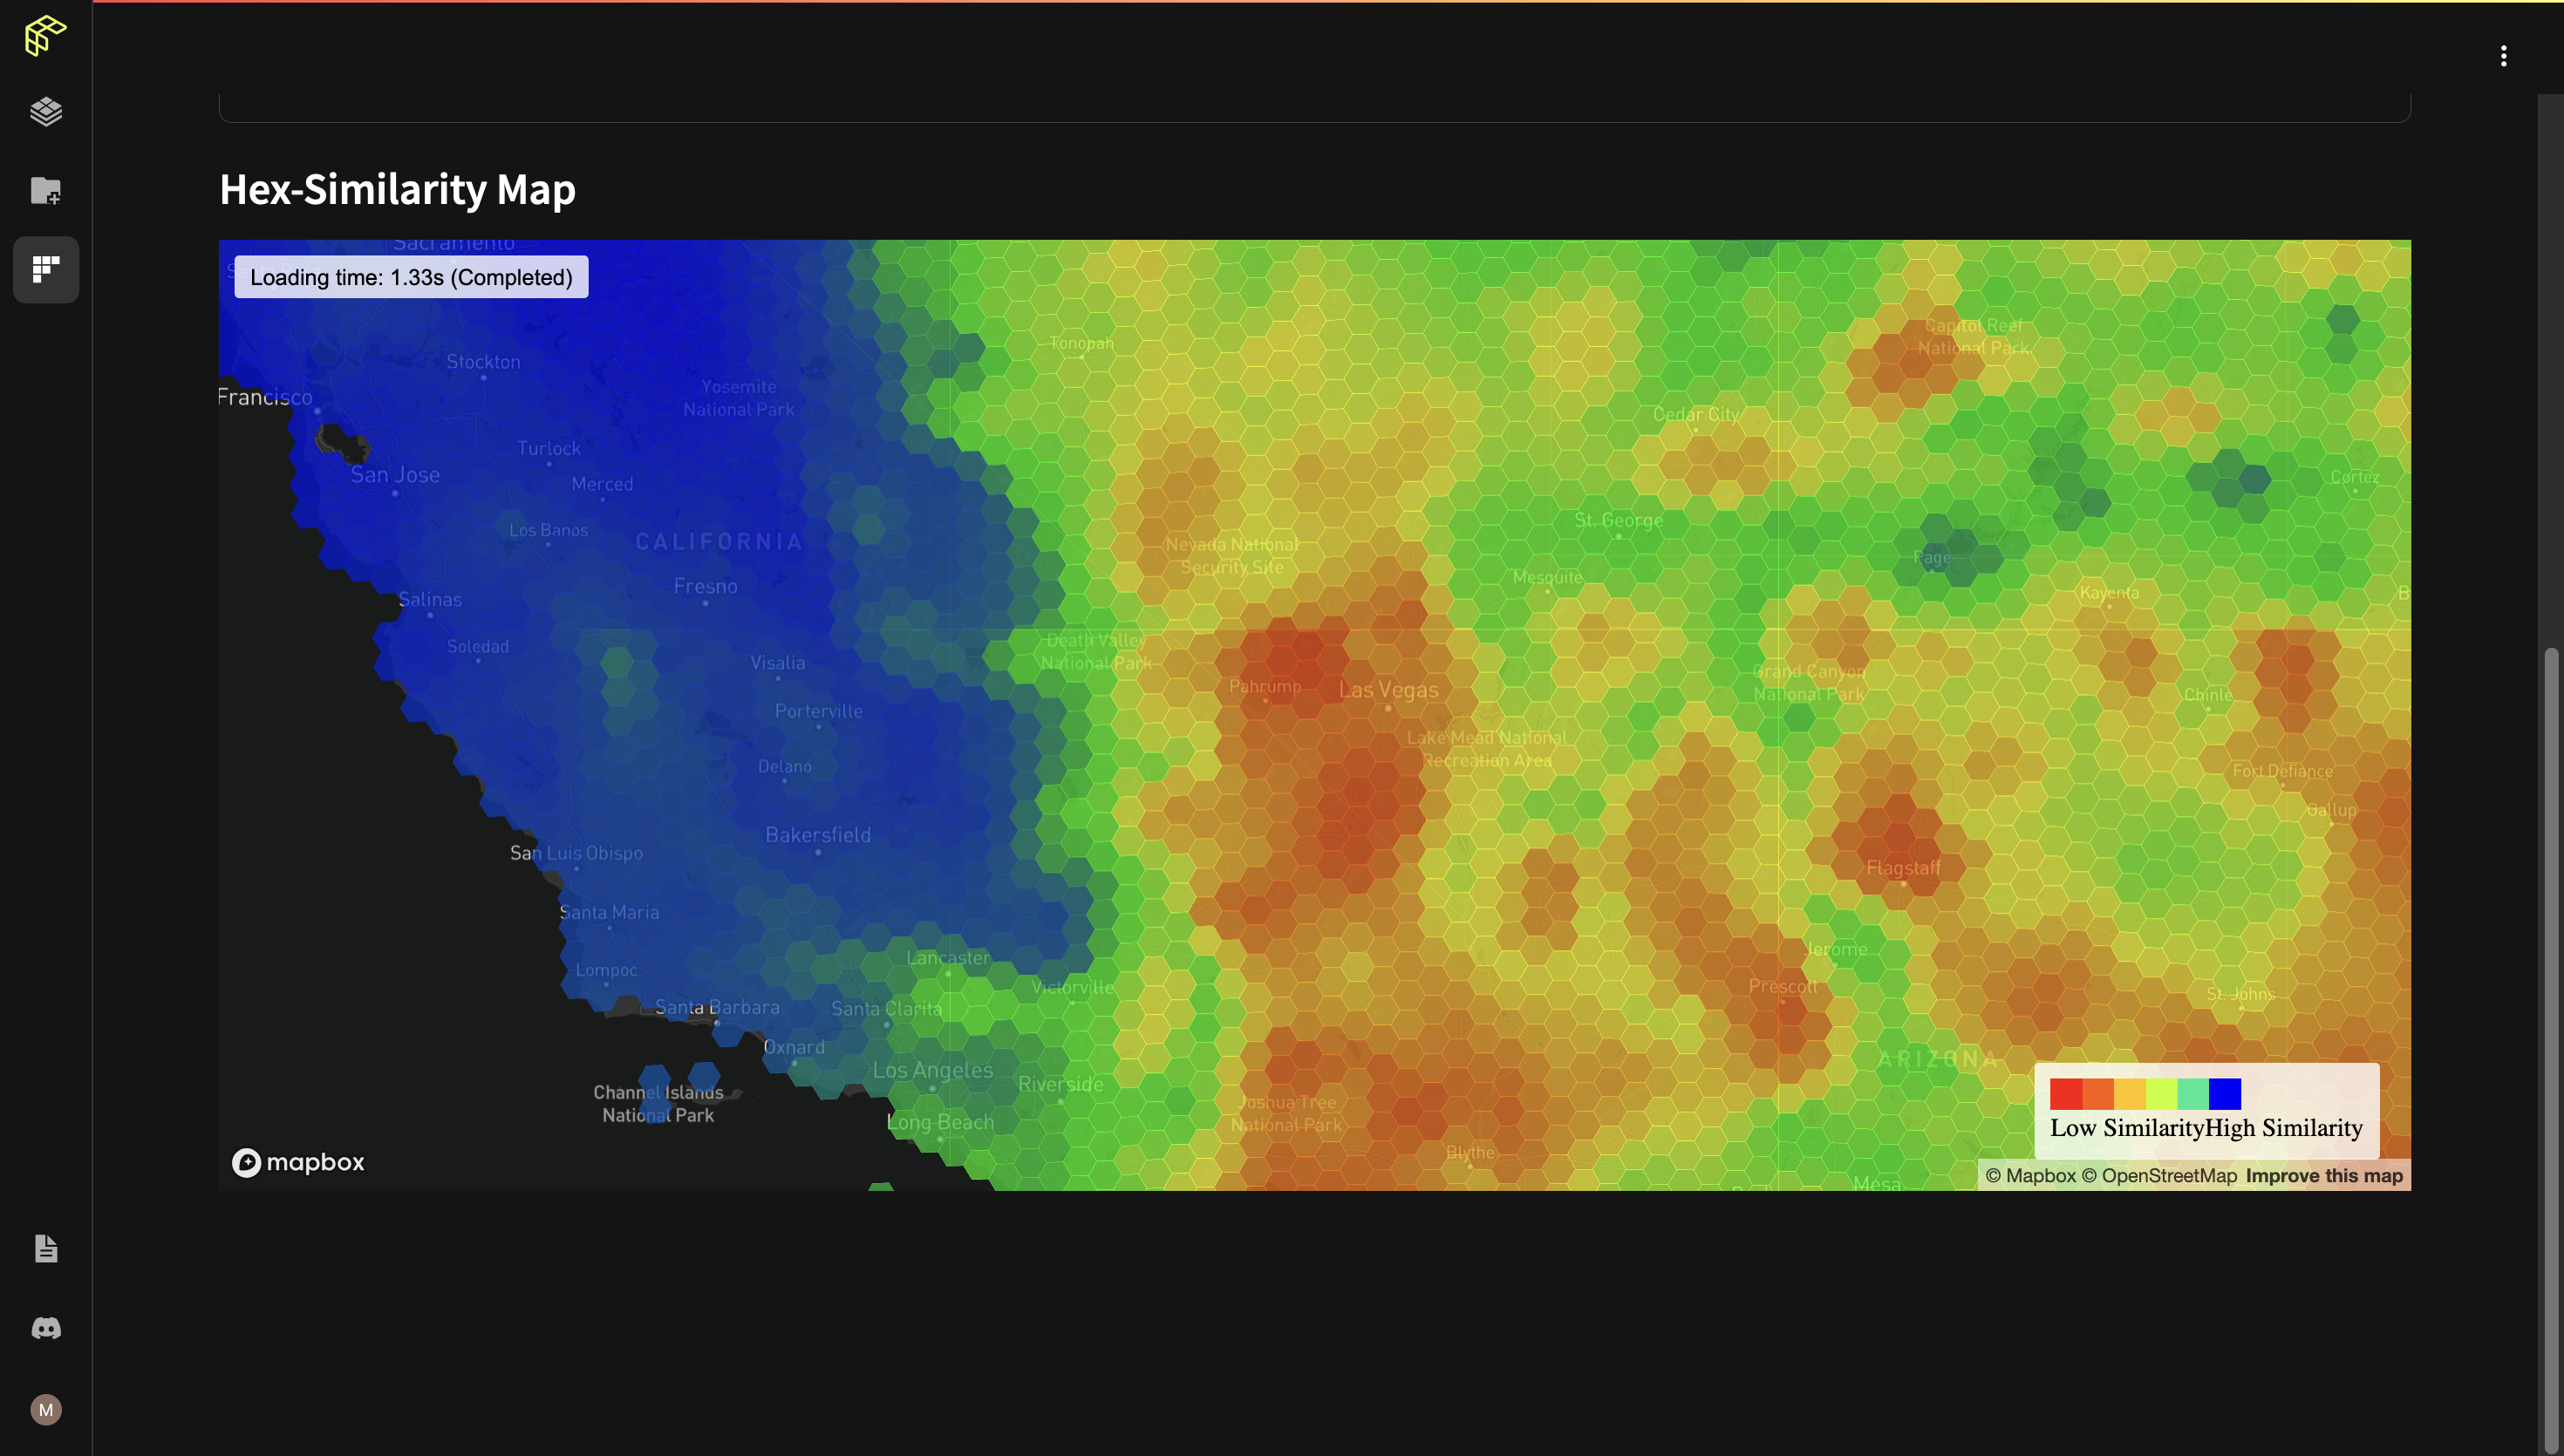 Hex-Similarity Map
Sacramento
Loading time: 1.33s (Completed)
Tonopah
Capitol Reef
National Park
Stockton
Yosemite
National Park
Francisco
Cedar City
Turlock
San Jose
Merced
Cortez
Los Banos
CALIFORNIA
St. George
Nevada National
Security Site
Page
Mesquite
Fresno
Kayenta
Salinas
Soledad
Death Valley
National Park
Visalia
Grand Canyon
National Park
Pahrump
Las Vegas
Chinle
Porterville
Lake Mead National
Recreation Area
Delano
Fort Defiance
Gallup
Bakersfield
San Luis Obispo
Flagstaff
Santa Maria
Jerome
Lancaster
Lompoc
Victorville
Prescott
St. Johns
Santa Barbara
Santa Clarita
Oxnard
ARIZONA
Los Angeles
Riverside
Channel Islands
National Park
Joshua Tree
National Park
Long Beach
Low SimilarityHigh Similarity
Blythe
mapbox
Mesa
© Mapbox © OpenStreetMap Improve this map
M